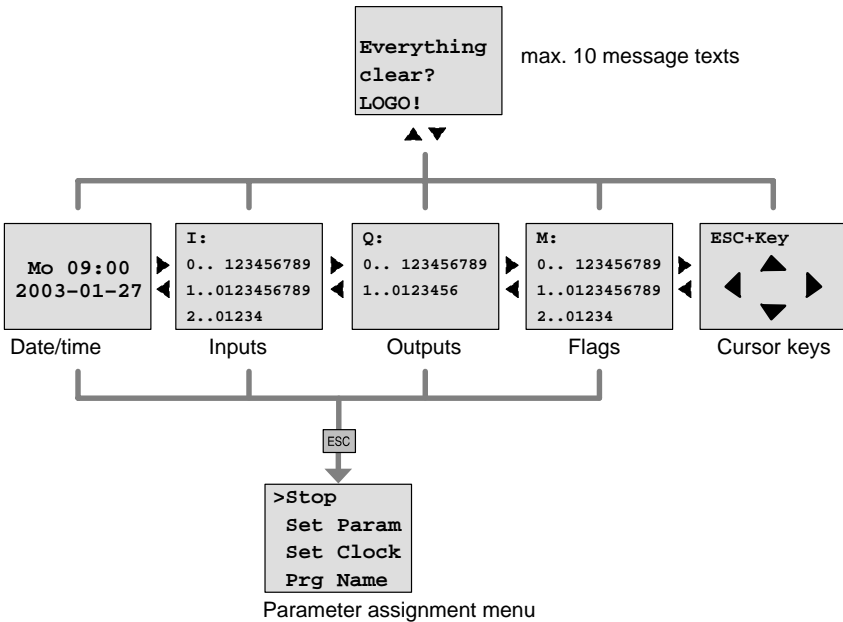 Everything
clear?
LOGO!
max. 10 message texts
Mo 09:00
2003-01-27
Date/time
I:
0.. 123456789
1..0123456789
2..01234
Inputs
Q:
0.. 123456789
1..0123456
Outputs
M:
0.. 123456789
1..0123456789
2..01234
Flags
ESC+Key
Cursor keys
ESC
>Stop
Set Param
Set Clock
Prg Name
Parameter assignment menu